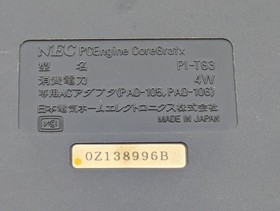 NEC PCEngine CoreGrafx
型名 PI-TG3
消費電力 4W
専用ACアダプタ(PAD-105,PAD-106)
日本電気ホームエレクトロニクス株式会社
MADE IN JAPAN
0Z138996B